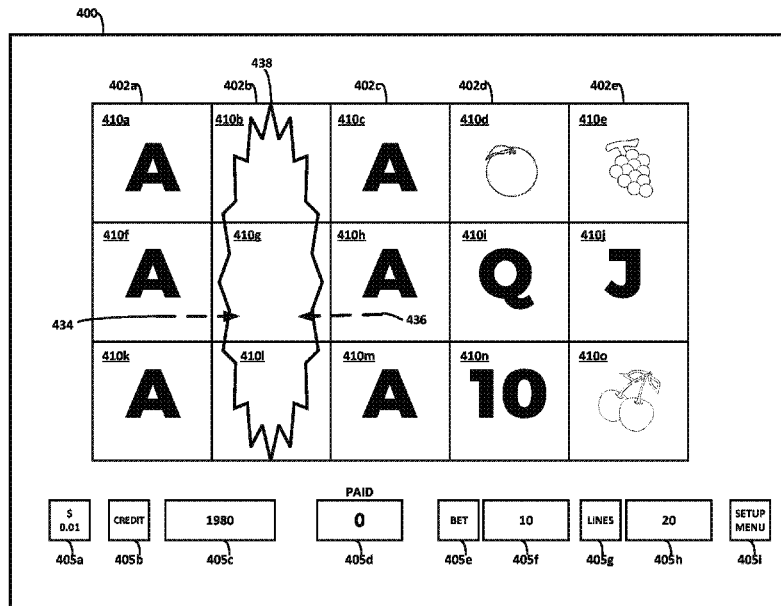 400
438
402a
402b
402c
402d
402e
410a
410b
410c
410d
410e
A
A
410f
410g
410h
410i
410j
A
A
Q
J
434
436
410k
410l
410m
410n
410o
A
A
10
PAID
$
0.01
CREDIT
1980
0
BET
10
LINES
20
SETUP
MENU
405a
405b
405c
405d
405e
405f
405g
405h
405i